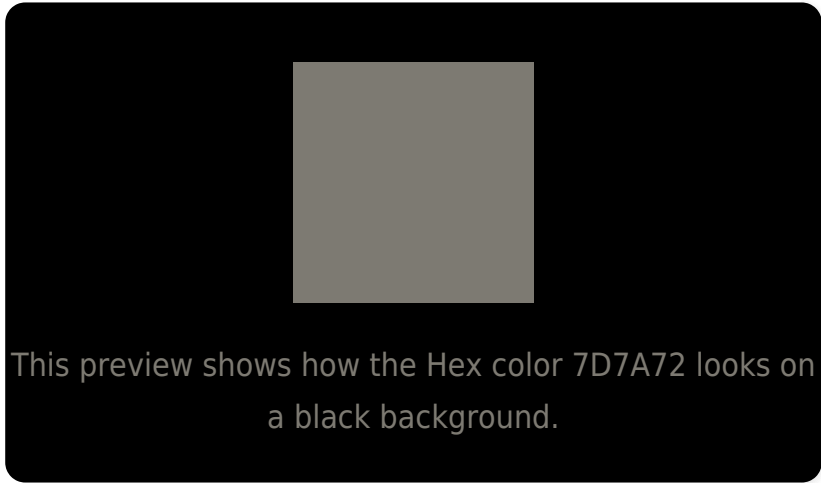 This preview shows how the Hex color 7D7A72 looks on
a black background.